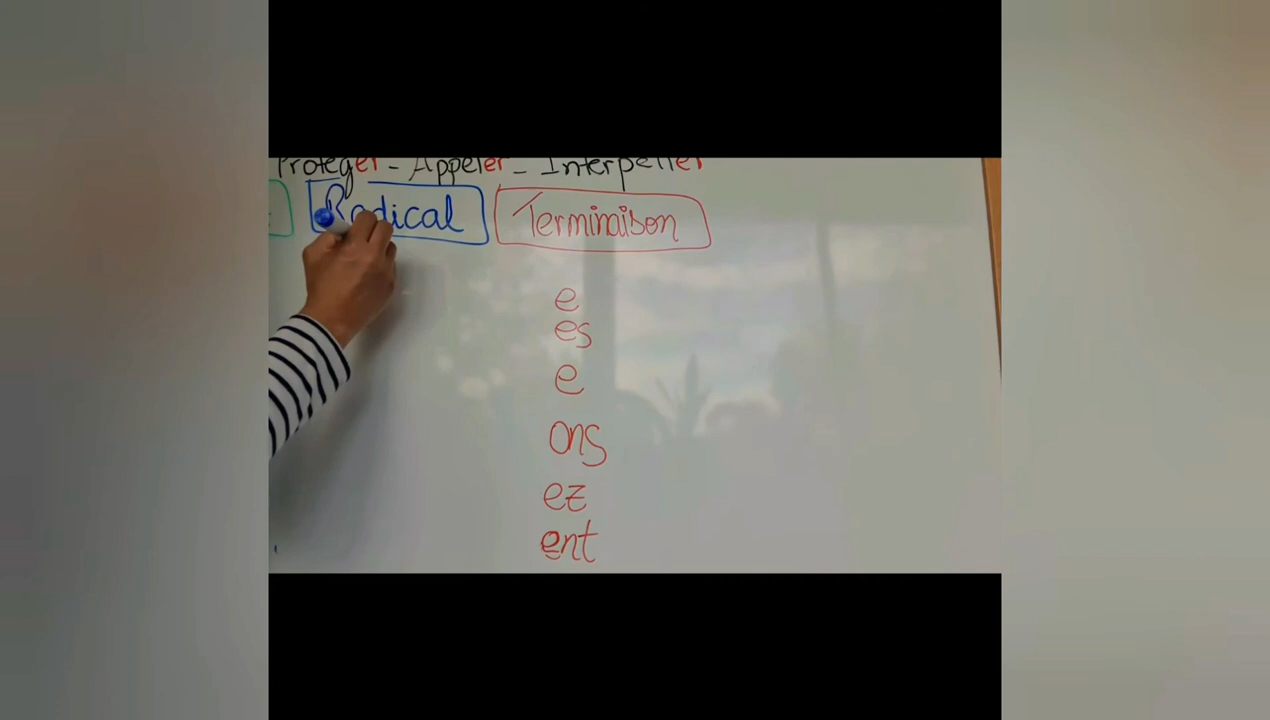 Protéger - Appeler - Interpeller
Radical Terminaison
e
es
e
ons
ez
ent